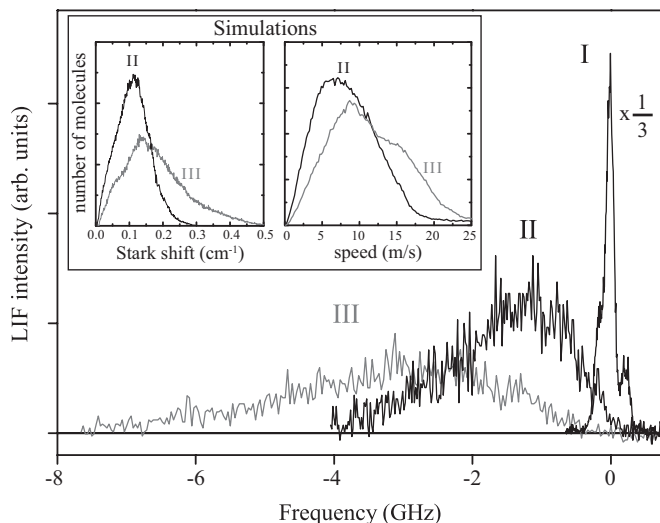 Simulations
II
III
number of molecules
0.0 0.1 0.2 0.3 0.4 0.5
Stark shift (cm⁻¹)
II
III
0 5 10 15 20 25
speed (m/s)
I
x 1/3
II
III
LIF intensity (arb. units)
-8 -6 -4 -2 0
Frequency (GHz)